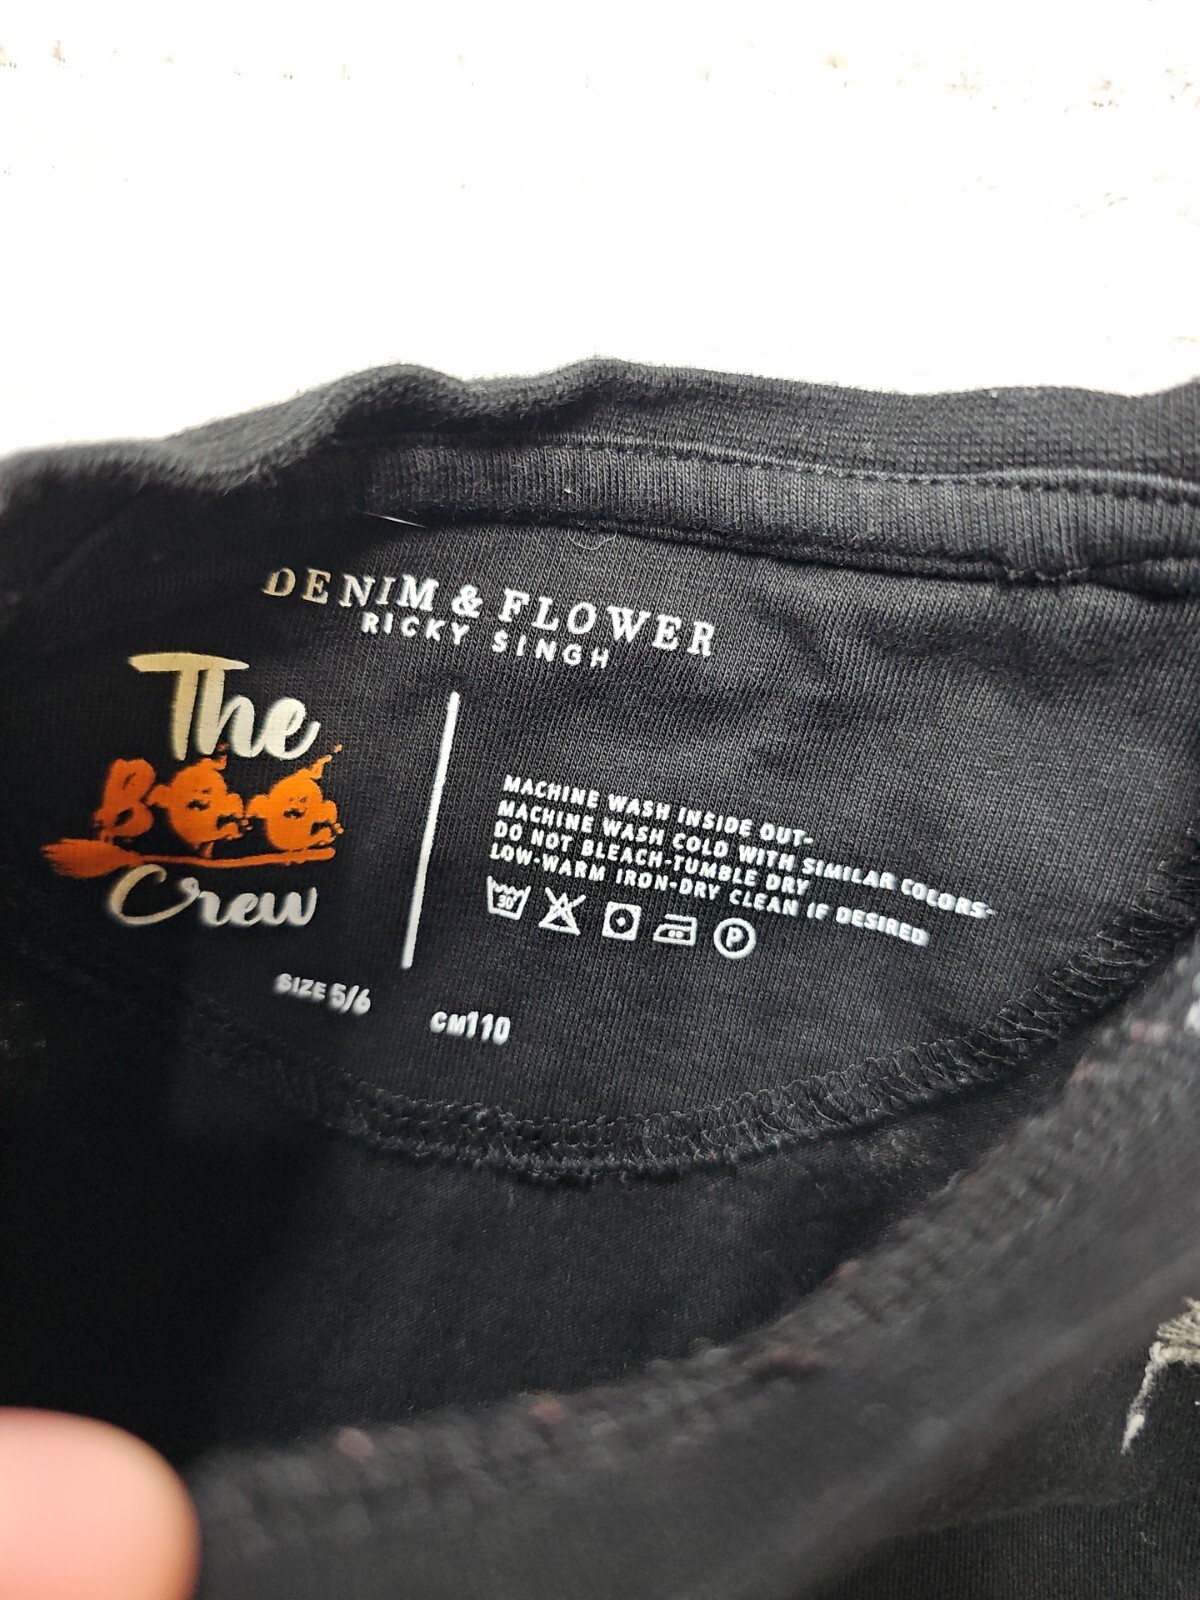 DENIM & FLOWER
RICKY SINGH
The
BOO
Crew
MACHINE WASH INSIDE OUT-
MACHINE WASH COLD WITH SIMILAR COLORS-
DO NOT BLEACH-TUMBLE DRY
LOW-WARM IRON-DRY CLEAN IF DESIRED
30°
P
SIZE 5/6
CM110